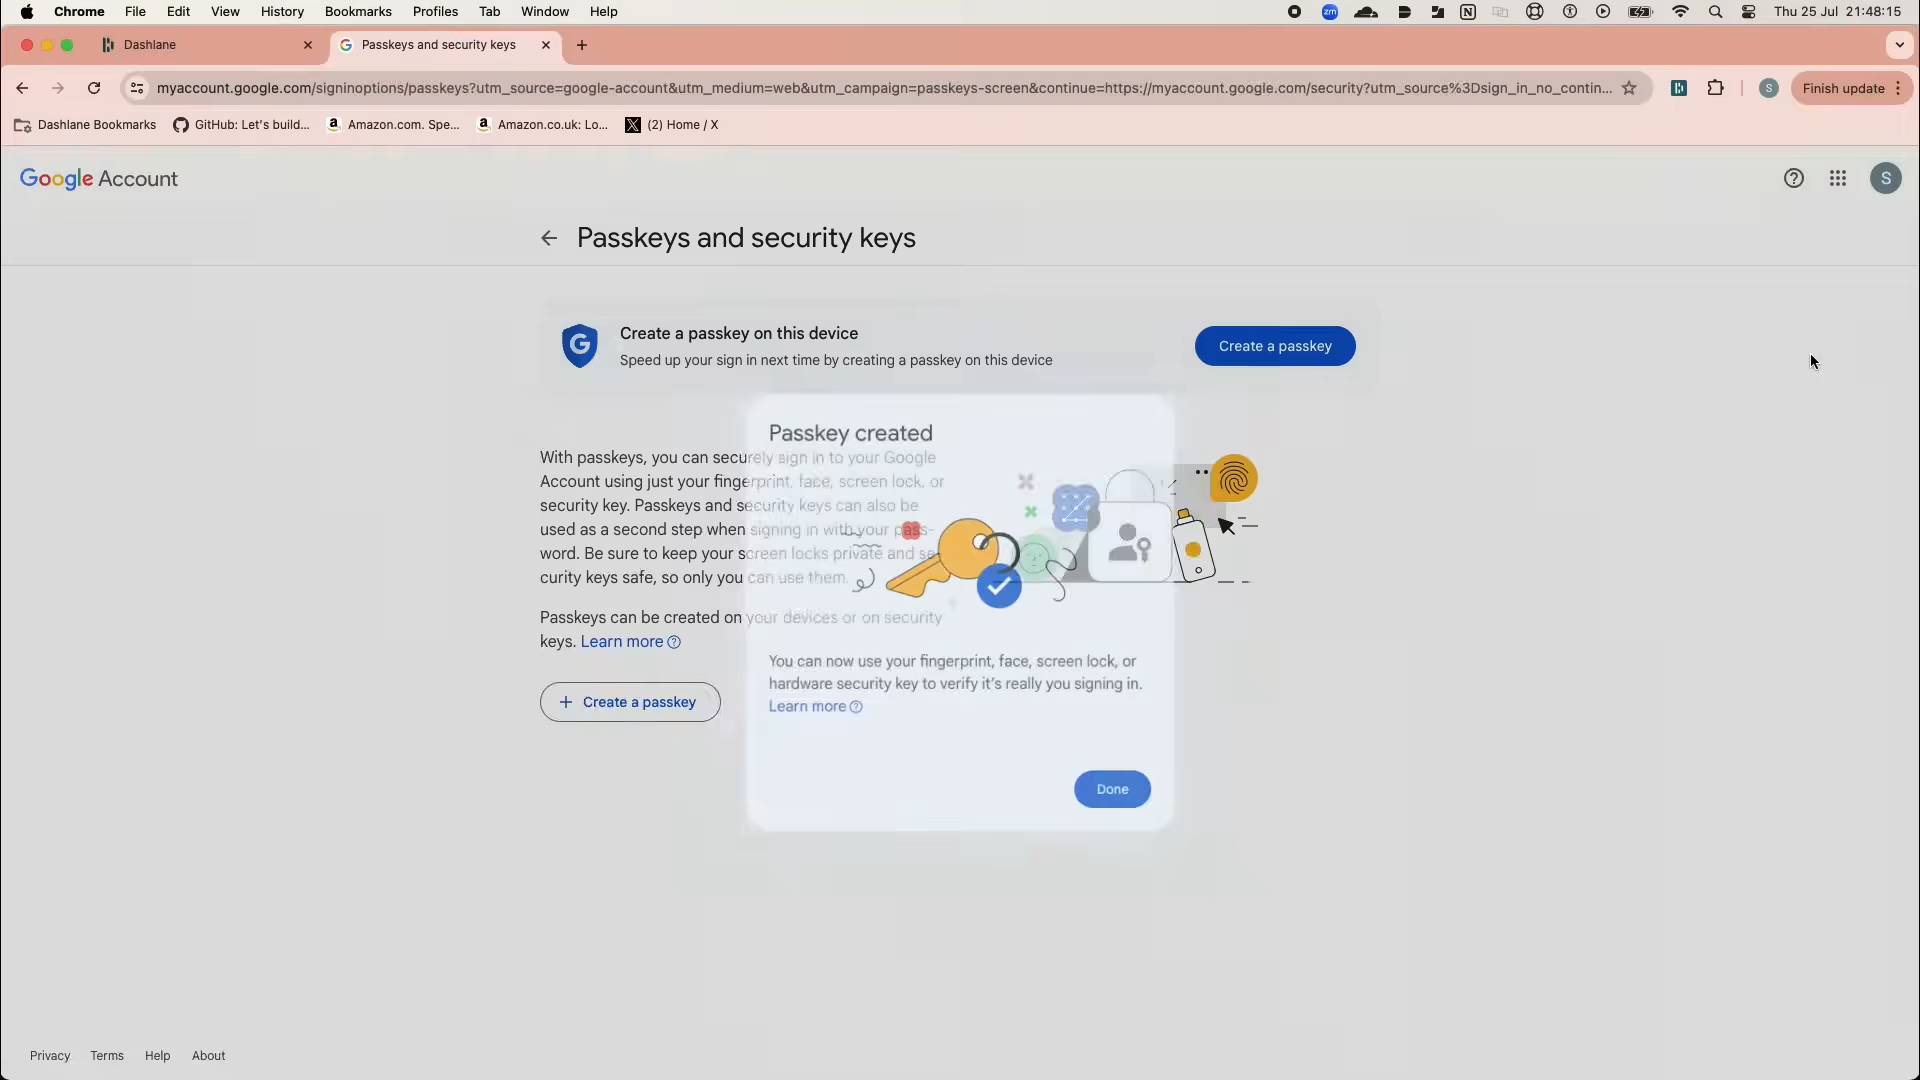 Chrome File Edit View History Bookmarks Profiles Tab Window Help zm Thu 25 Jul 21:48:15
Dashlane Passkeys and security keys
myaccount.google.com/signinoptions/passkeys?utm_source=google-account&utm_medium=web&utm_campaign=passkeys-screen&continue=https://myaccount.google.com/security?utm_source%3Dsign_in_no_contin... S Finish update
Dashlane Bookmarks GitHub: Let's build... Amazon.com. Spe... Amazon.co.uk: Lo... (2) Home / X
Google Account S
Passkeys and security keys
Create a passkey on this device
Speed up your sign in next time by creating a passkey on this device
Create a passkey
With passkeys, you can securely sign in to your Google
Account using just your fingerprint, face, screen lock, or
security key. Passkeys and security keys can also be
used as a second step when signing in with your pass-
word. Be sure to keep your screen locks private and se
curity keys safe, so only you can use them.
Passkeys can be created on your devices or on security
keys. Learn more
+ Create a passkey
Passkey created
You can now use your fingerprint, face, screen lock, or
hardware security key to verify it's really you signing in.
Learn more
Done
Privacy Terms Help About